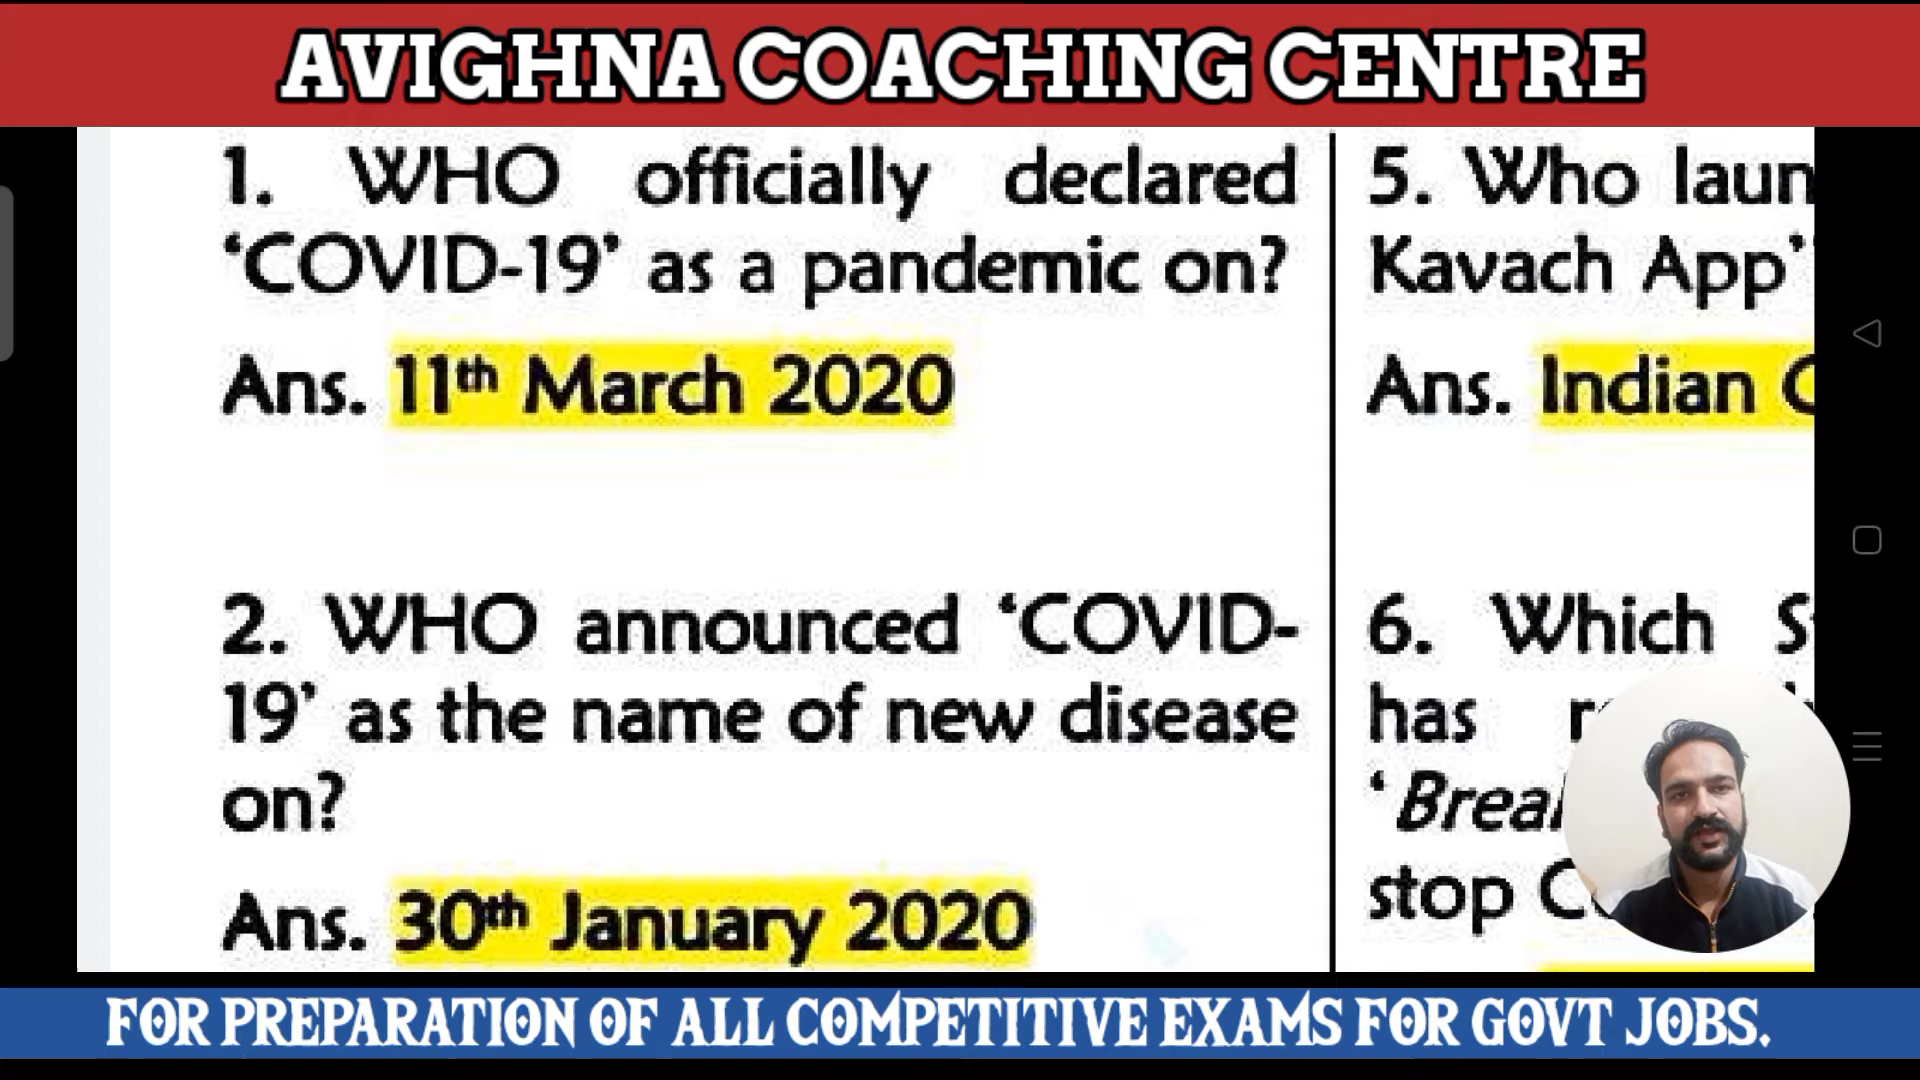 AVIGHNA COACHING CENTRE
1. WHO officially declared
‘COVID-19’ as a pandemic on?
Ans. 11th March 2020
2. WHO announced ‘COVID-
19’ as the name of new disease
on?
Ans. 30th January 2020
5. Who laun
Kavach App’
Ans. Indian
6. Which
has
‘Break
stop
FOR PREPARATION OF ALL COMPETITIVE EXAMS FOR GOVT JOBS.